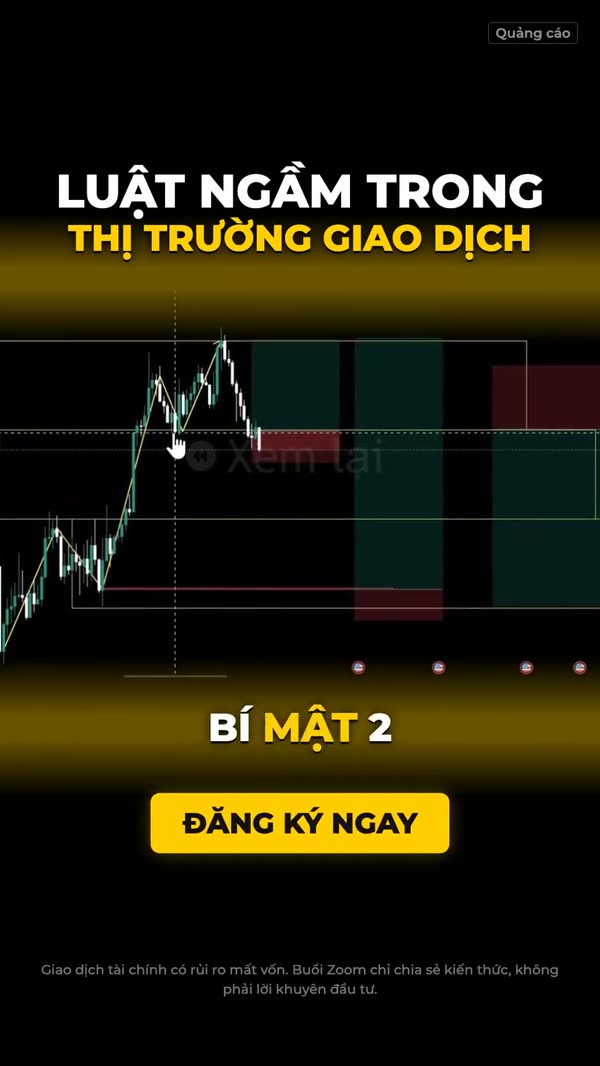 Quảng cáo
LUẬT NGẦM TRONG
THỊ TRƯỜNG GIAO DỊCH
Xem lại
BÍ MẬT 2
ĐĂNG KÝ NGAY
Giao dịch tài chính có rủi ro mất vốn. Buổi Zoom chỉ chia sẻ kiến thức, không
phải lời khuyên đầu tư.